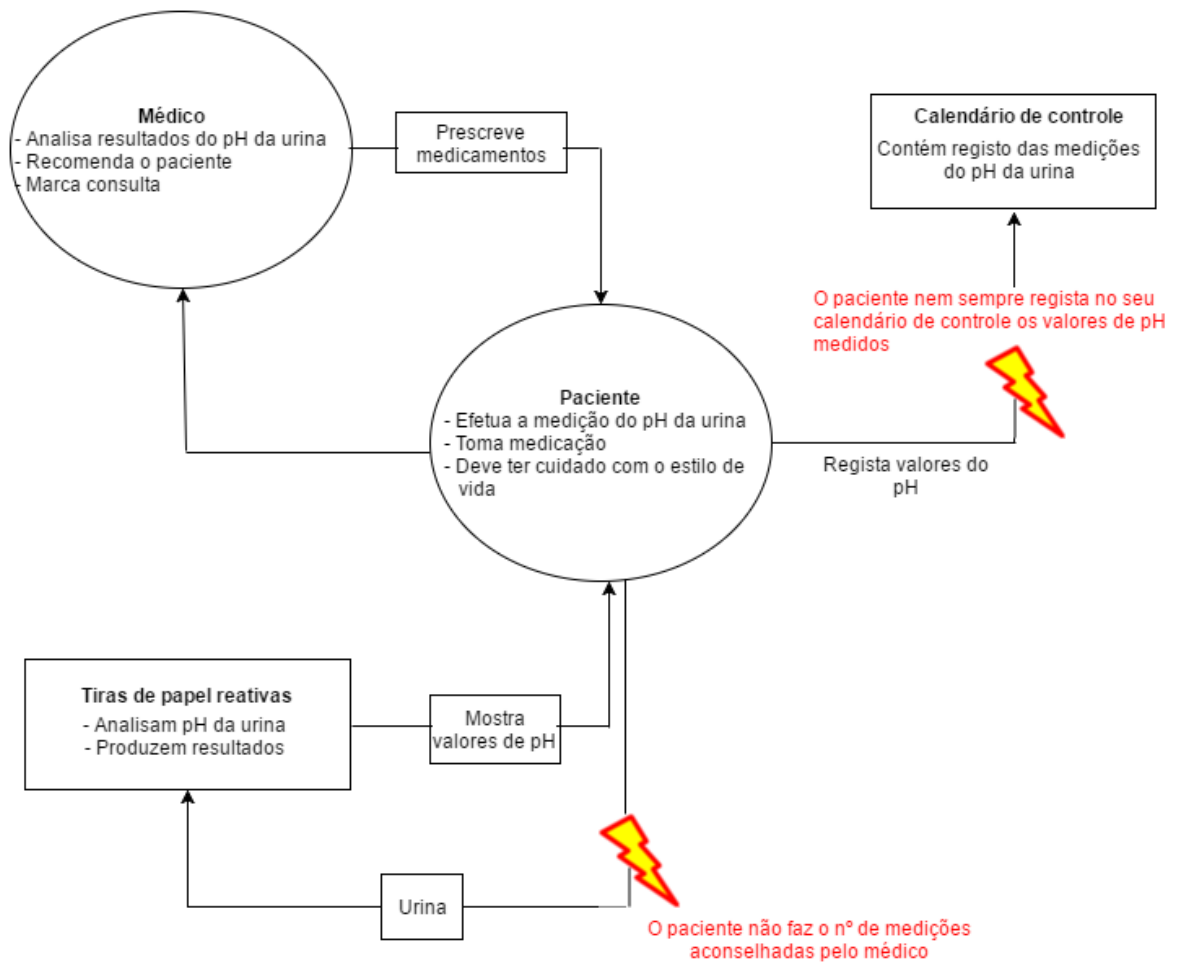 Médico
- Analisa resultados do pH da urina
- Recomenda o paciente
- Marca consulta
Prescreve
medicamentos
Calendário de controle
Contém registo das medições
do pH da urina
O paciente nem sempre regista no seu
calendário de controle os valores de pH
medidos
Paciente
- Efetua a medição do pH da urina
- Toma medicação
- Deve ter cuidado com o estilo de
vida
Regista valores do
pH
Tiras de papel reativas
- Analisam pH da urina
- Produzem resultados
Mostra
valores de pH
Urina
O paciente não faz o nº de medições
aconselhadas pelo médico